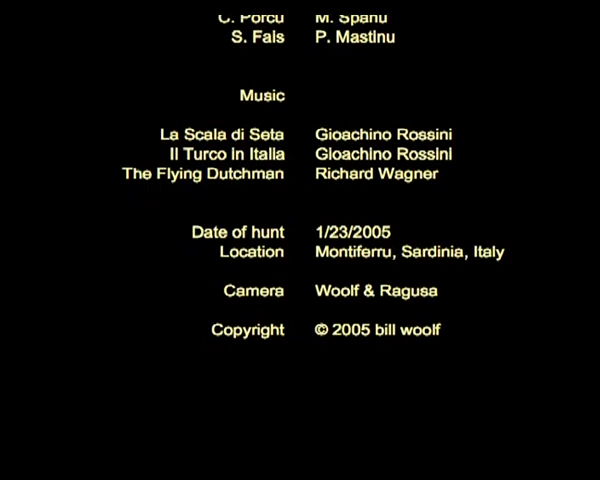 C. Porcu M. Spanu
S. Fais P. Mastinu
Music
La Scala di Seta Gioachino Rossini
Il Turco in Italia Gioachino Rossini
The Flying Dutchman Richard Wagner
Date of hunt 1/23/2005
Location Montiferru, Sardinia, Italy
Camera Woolf & Ragusa
Copyright © 2005 bill woolf